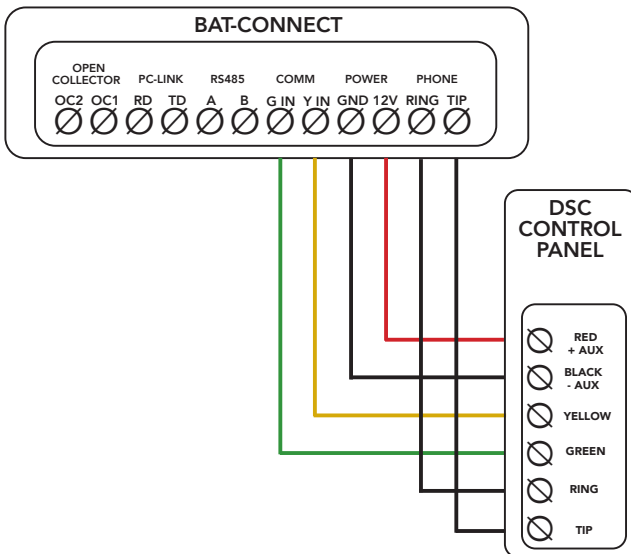 BAT-CONNECT
OPEN
COLLECTOR PC-LINK RS485 COMM POWER PHONE
OC2 OC1 RD TD A B G IN Y IN GND 12V RING TIP
DSC
CONTROL
PANEL
RED
+ AUX
BLACK
- AUX
YELLOW
GREEN
RING
TIP